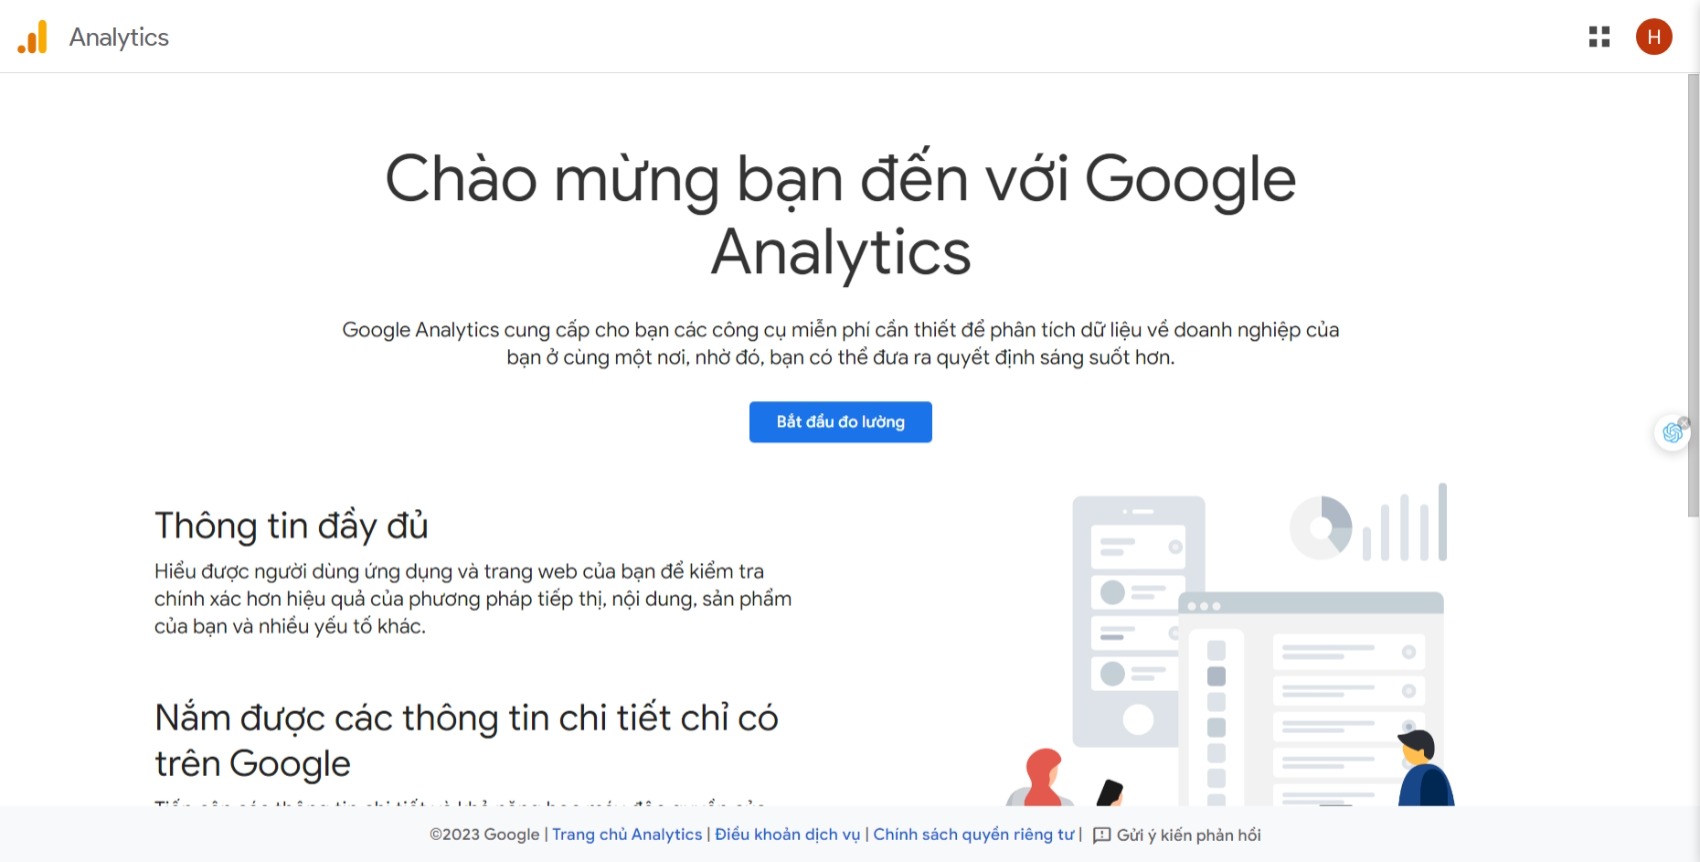 Analytics
H
Chào mừng bạn đến với Google
Analytics
Google Analytics cung cấp cho bạn các công cụ miễn phí cần thiết để phân tích dữ liệu về doanh nghiệp của
bạn ở cùng một nơi, nhờ đó, bạn có thể đưa ra quyết định sáng suốt hơn.
Bắt đầu đo lường
Thông tin đầy đủ
Hiểu được người dùng ứng dụng và trang web của bạn để kiểm tra
chính xác hơn hiệu quả của phương pháp tiếp thị, nội dung, sản phẩm
của bạn và nhiều yếu tố khác.
Nắm được các thông tin chi tiết chỉ có
trên Google
©2023 Google | Trang chủ Analytics | Điều khoản dịch vụ | Chính sách quyền riêng tư | Gửi ý kiến phản hồi